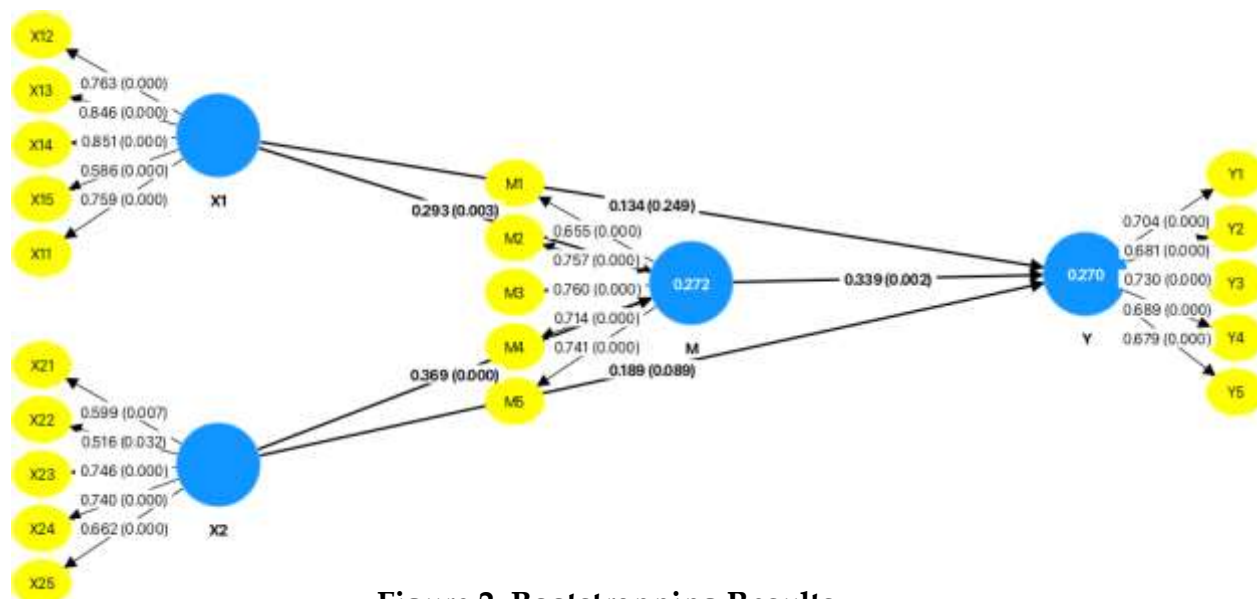 X12
X13
X14
X15
X11
0.763 (0.000)
0.846 (0.000)
0.851 (0.000)
0.586 (0.000)
0.759 (0.000)
X1
X21
X22
X23
X24
X25
0.599 (0.007)
0.516 (0.032)
0.746 (0.000)
0.740 (0.000)
0.662 (0.000)
X2
0.293 (0.003)
0.369 (0.000)
M1
M2
M3
M4
M5
0.655 (0.000)
0.757 (0.000)
0.760 (0.000)
0.714 (0.000)
0.741 (0.000)
0.272
M
0.134 (0.249)
0.339 (0.002)
0.189 (0.089)
0.270
Y
0.704 (0.000)
0.681 (0.000)
0.730 (0.000)
0.689 (0.000)
0.679 (0.000)
Y1
Y2
Y3
Y4
Y5
Figure 2. Bootstrapping Results